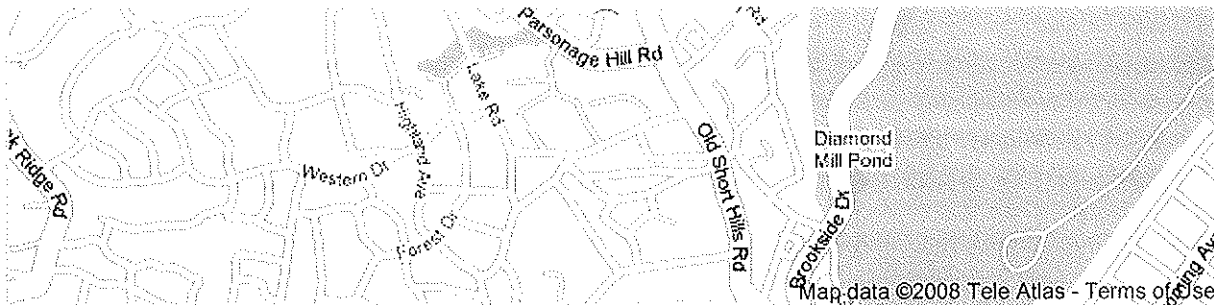 Parsonage Hill Rd
Rd
Lake Rd
Highland Ave
Old Short Hills Rd
Diamond
Mill Pond
Ridge Rd
Western Dr
Forest Dr
Brookside Dr
Map data ©2008 Tele Atlas - Terms of Use